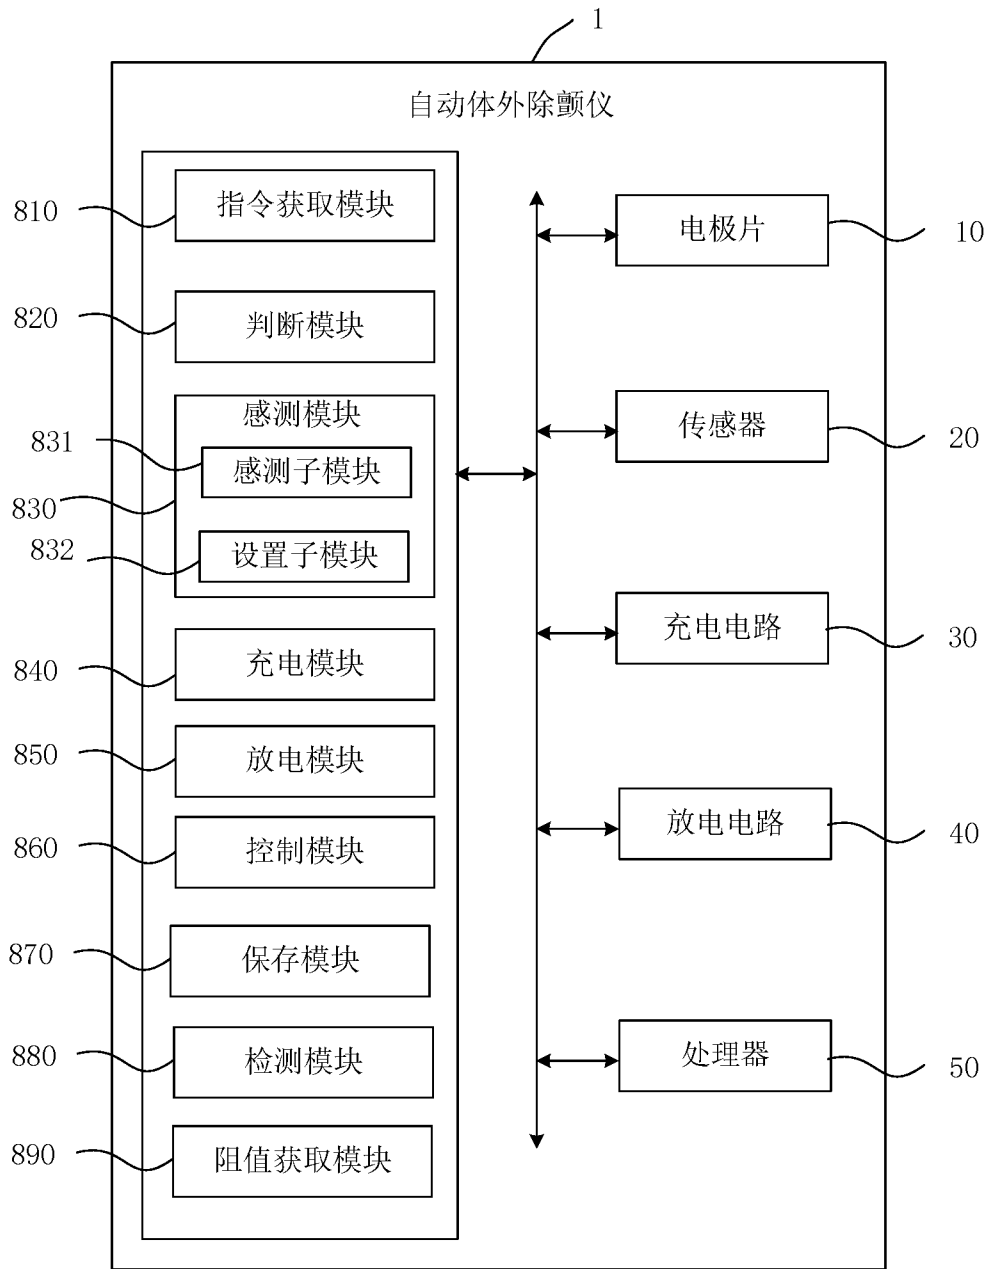 1
自动体外除颤仪
810
指令获取模块
820
判断模块
感测模块
831
感测子模块
830
832
设置子模块
840
充电模块
850
放电模块
860
控制模块
870
保存模块
880
检测模块
890
阻值获取模块
电极片
10
传感器
20
充电电路
30
放电电路
40
处理器
50